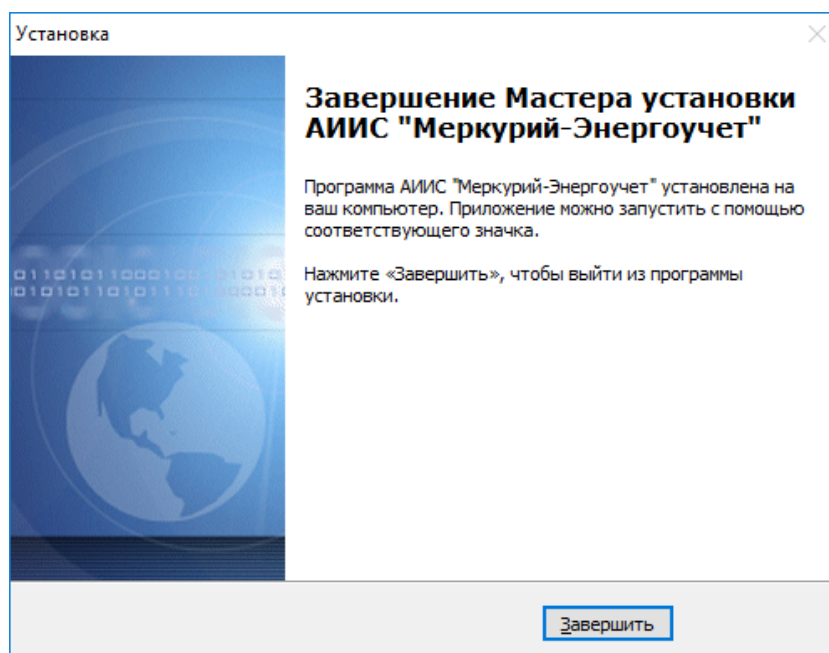 Установка
Завершение Мастера установки
АИИС "Меркурий-Энергоучет"
Программа АИИС "Меркурий-Энергоучет" установлена на
ваш компьютер. Приложение можно запустить с помощью
соответствующего значка.
Нажмите «Завершить», чтобы выйти из программы
установки.
Завершить